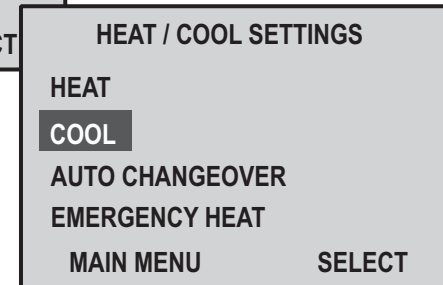 HEAT / COOL SETTINGS
HEAT
COOL
AUTO CHANGEOVER
EMERGENCY HEAT
MAIN MENU SELECT